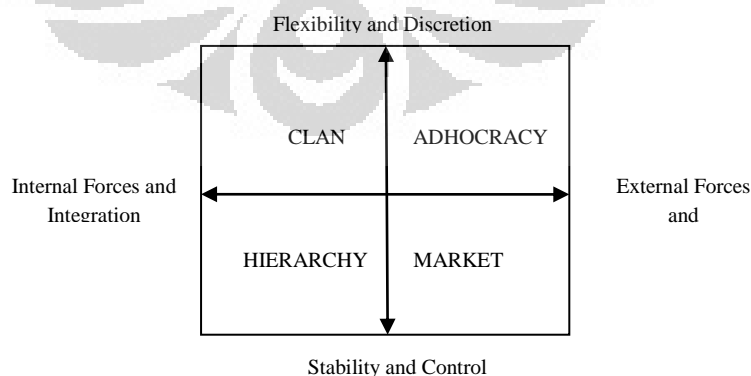 Flexibility and Discretion
CLAN ADHOCRACY
Internal Forces and
Integration
External Forces
and
HIERARCHY MARKET
Stability and Control